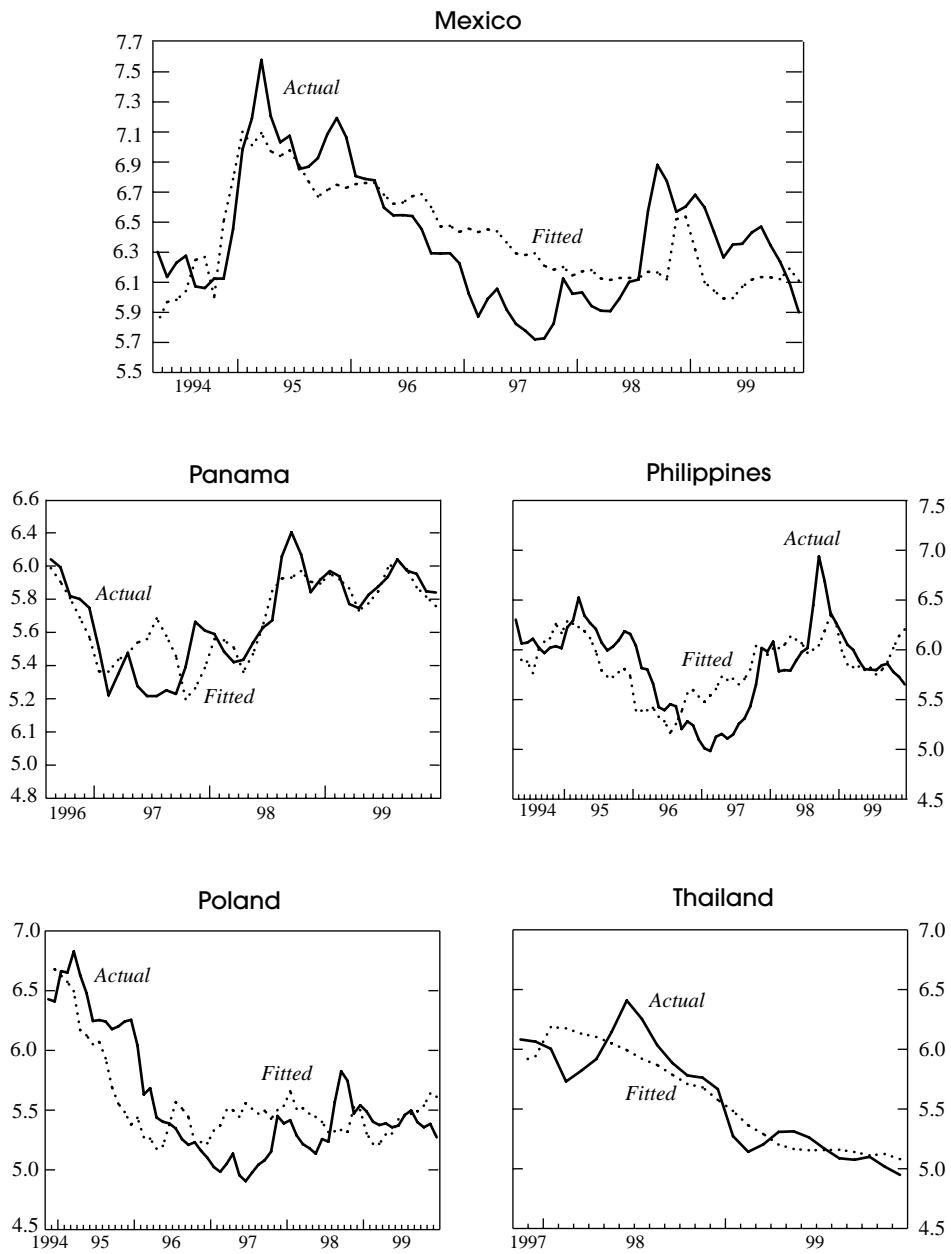 Mexico
7.7
7.5
7.3
7.1
6.9
6.7
6.5
6.3
6.1
5.9
5.7
5.5
Actual
Fitted
1994 95 96 97 98 99
Panama
6.6
6.4
6.0
5.8
5.6
5.4
5.2
6.1
5.0
4.8
Actual
Fitted
1996 97 98 99
Philippines
7.5
7.0
6.5
6.0
5.5
5.0
4.5
Actual
Fitted
1994 95 96 97 98 99
Poland
7.0
6.5
6.0
5.5
5.0
4.5
Actual
Fitted
1994 95 96 97 98 99
Thailand
7.0
6.5
6.0
5.5
5.0
4.5
Actual
Fitted
1997 98 99